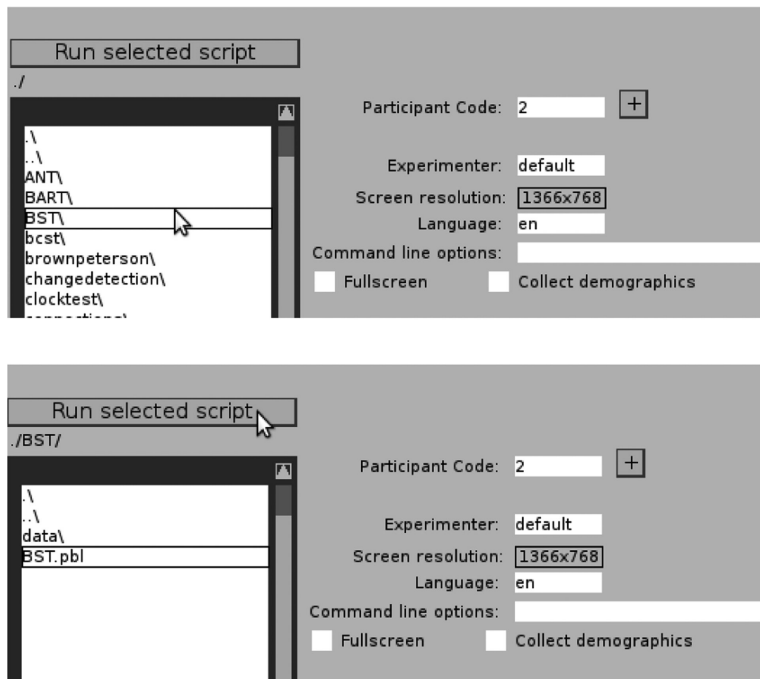 Run selected script
./
Participant Code: 2 +
.\
..\
ANT\
Experimenter: default
BART\
Screen resolution: 1366x768
BST\
Language: en
bcst\
brownpeterson\
Command line options:
changedetection\
Fullscreen Collect demographics
clocktest\
connections\
Run selected script
./BST/
Participant Code: 2 +
.\
..\
Experimenter: default
data\
BST.pbl
Screen resolution: 1366x768
Language: en
Command line options:
Fullscreen Collect demographics